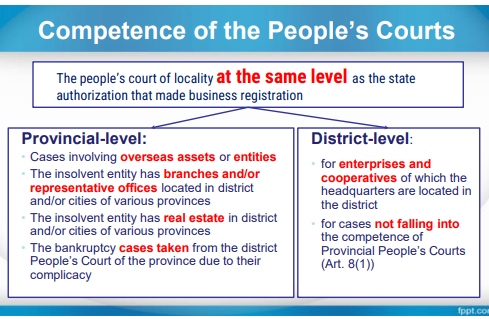 Competence of the People's Courts
The people's court of locality at the same level as the state
authorization that made business registration
Provincial-level:
• Cases involving overseas assets or entities
• The insolvent entity has branches and/or
representative offices located in district
and/or cities of various provinces
• The insolvent entity has real estate in district
and/or cities of various provinces
• The bankruptcy cases taken from the district
People's Court of the province due to their
complicacy
District-level:
• for enterprises and
cooperatives of which the
headquarters are located in
the district
• for cases not falling into
the competence of
Provincial People's Courts
(Art. 8(1))
fppt.com